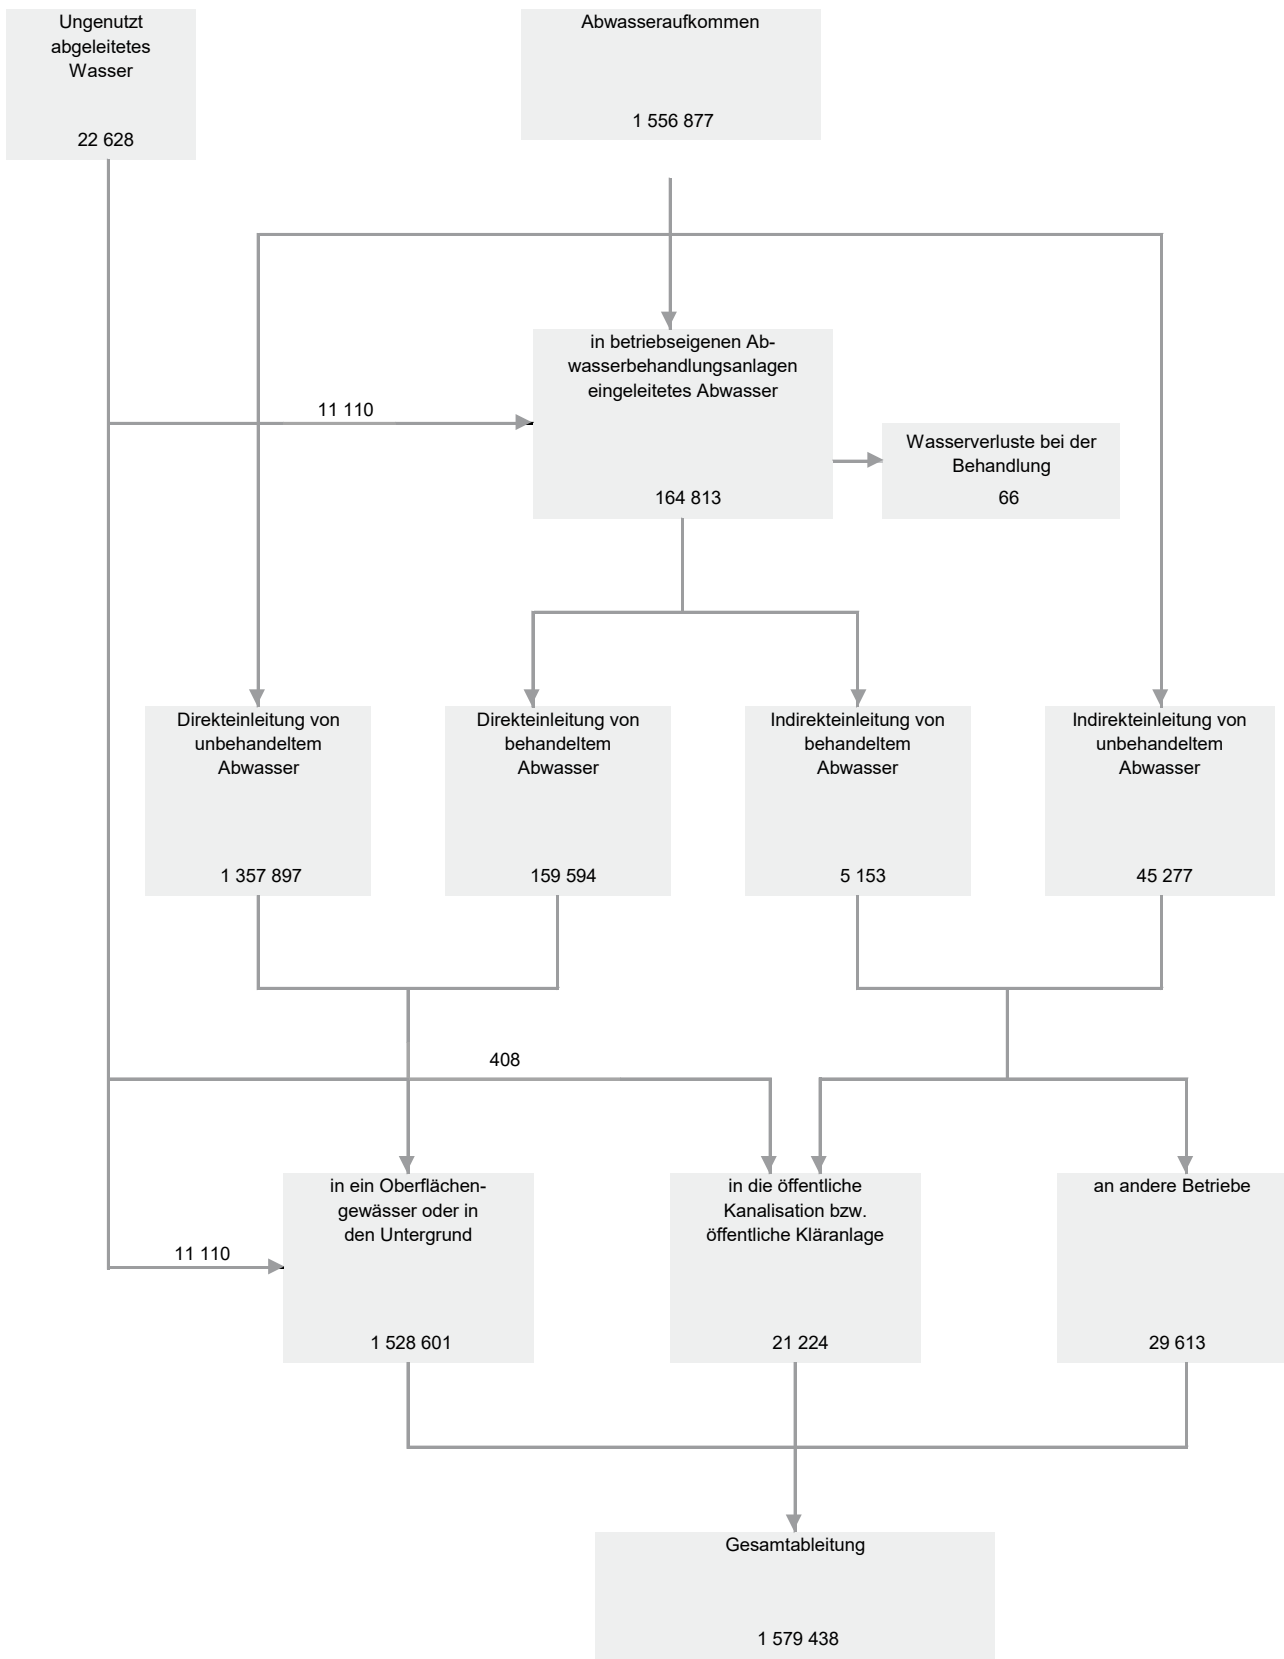 Ungenutzt
abgeleitetes
Wasser
22 628
Abwasseraufkommen
1 556 877
in betriebseigenen Ab-
wasserbehandlungsanlagen
eingeleitetes Abwasser
164 813
11 110
Wasserverluste bei der
Behandlung
66
Direkteinleitung von
unbehandeltem
Abwasser
1 357 897
Direkteinleitung von
behandeltem
Abwasser
159 594
Indirekteinleitung von
behandeltem
Abwasser
5 153
Indirekteinleitung von
unbehandeltem
Abwasser
45 277
408
11 110
in ein Oberflächen-
gewässer oder in
den Untergrund
1 528 601
in die öffentliche
Kanalisation bzw.
öffentliche Kläranlage
21 224
an andere Betriebe
29 613
Gesamtableitung
1 579 438